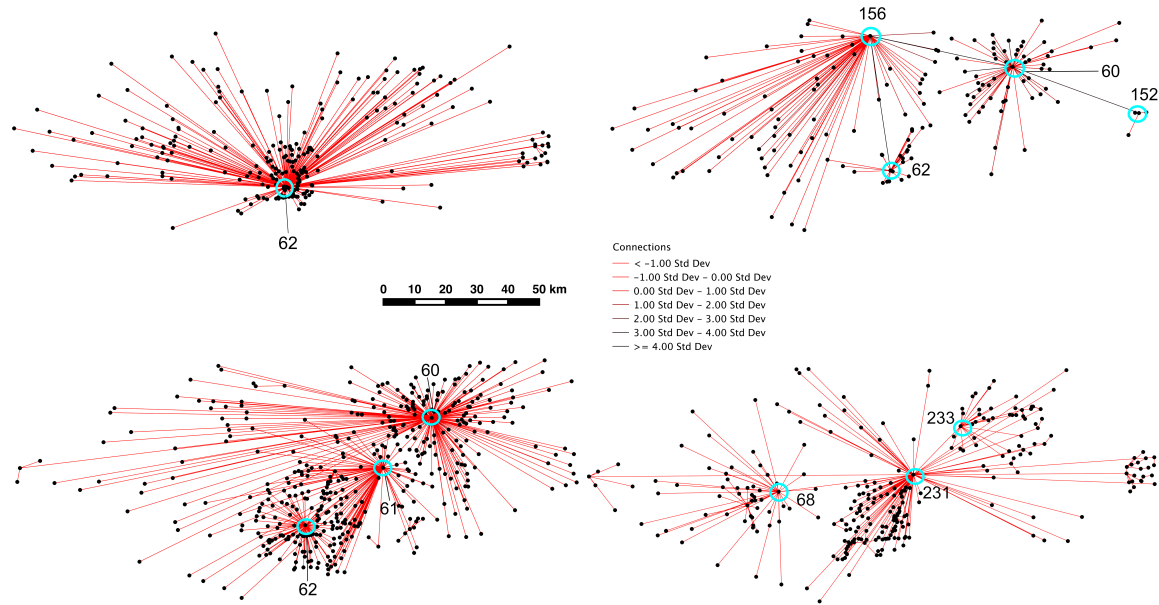 156
60
152
62
62
Connections
< -1.00 Std Dev
-1.00 Std Dev - 0.00 Std Dev
0.00 Std Dev - 1.00 Std Dev
1.00 Std Dev - 2.00 Std Dev
2.00 Std Dev - 3.00 Std Dev
3.00 Std Dev - 4.00 Std Dev
>= 4.00 Std Dev
0 10 20 30 40 50 km
60
61
62
233
231
68